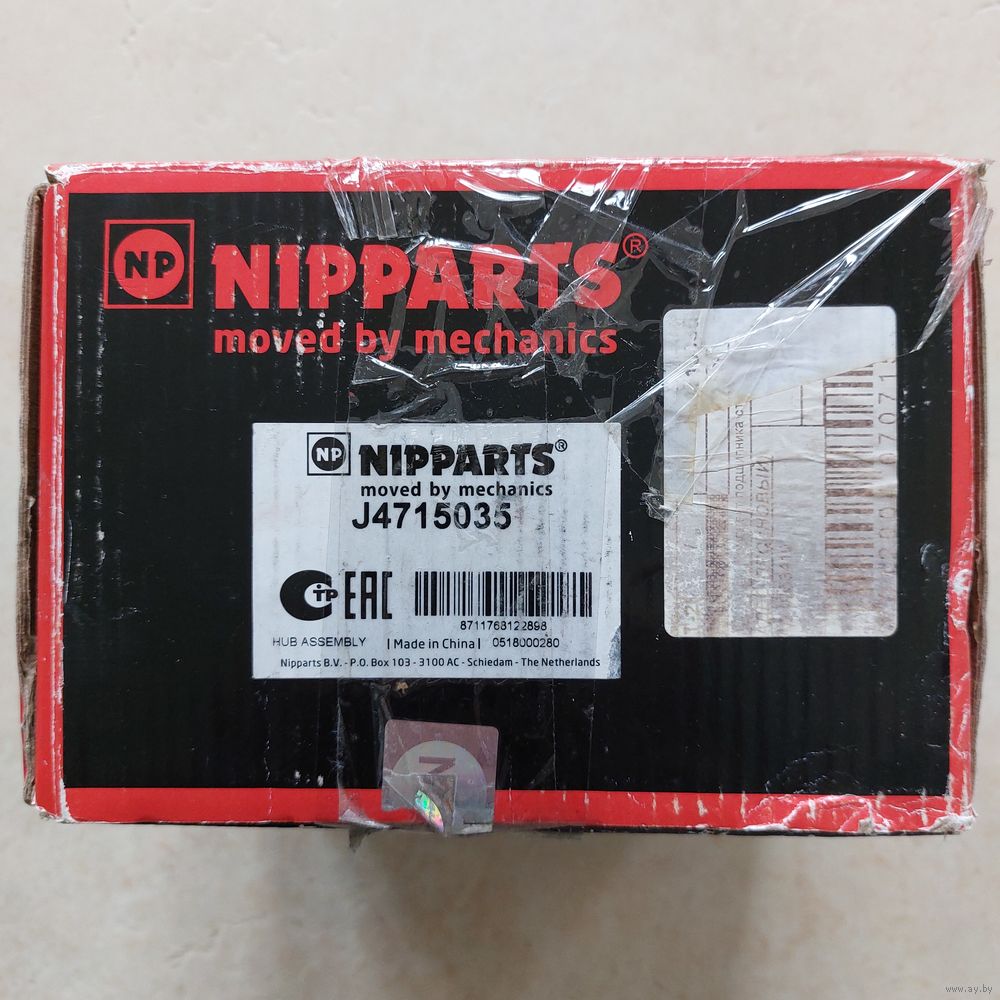 NP NIPPARTS®
moved by mechanics
NP NIPPARTS®
moved by mechanics
J4715035
TP EAC
8711768122898
HUB ASSEMBLY | Made in China | 0518000280
Nipparts B.V. - P.O. Box 103 - 3100 AC - Schiedam - The Netherlands
N
www.ay.by